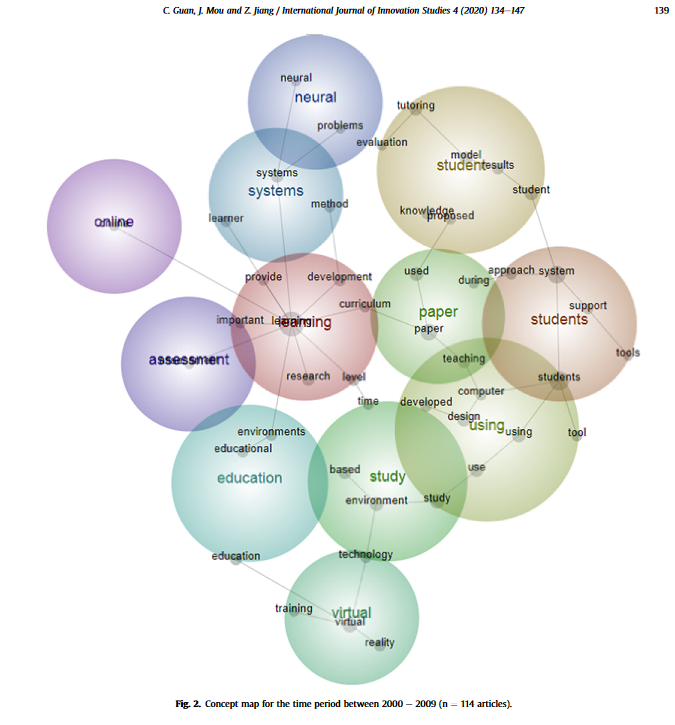 C. Guan, J. Mou and Z. Jiang / International Journal of Innovation Studies 4 (2020) 134–147
139
neural
neural
problems
tutoring
evaluation
model
student
results
student
knowledge
proposed
systems
systems
method
learner
online
online
provide
development
used
during
approach
system
curriculum
support
important
learning
learning
paper
paper
students
tools
assessment
assessment
teaching
research
level
students
computer
time
developed
design
using
using
tool
environments
educational
education
based
study
use
environment
study
education
technology
training
virtual
virtual
reality
Fig. 2. Concept map for the time period between 2000 – 2009 (n = 114 articles).